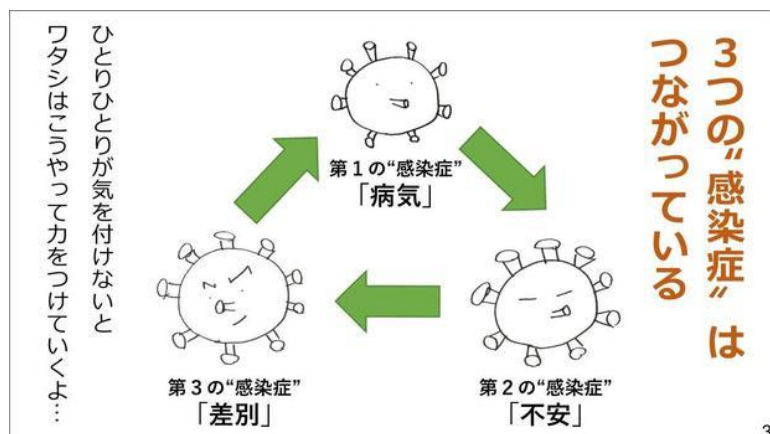 3つの“感染症”は
つながっている
第1の“感染症”
「病気」
第2の“感染症”
「不安」
第3の“感染症”
「差別」
ひとりひとりが気を付けないと
ワタシはこうやって力をつけていくよ…
3